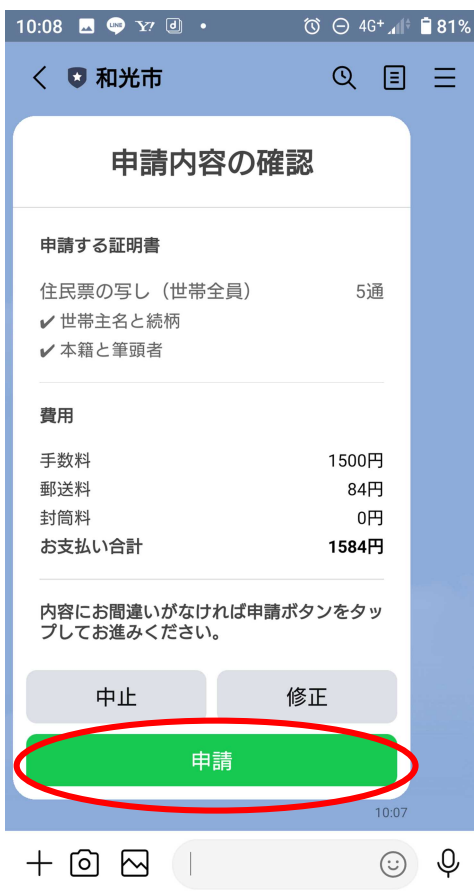 10:08 LINE Y! d 4G+ 81%
和光市
申請内容の確認
申請する証明書
住民票の写し（世帯全員） 5通
✔世帯主名と続柄
✔本籍と筆頭者
費用
手数料 1500円
郵送料 84円
封筒料 0円
お支払い合計 1584円
内容にお間違いがなければ申請ボタンをタッ
プしてお進みください。
中止 修正
申請
10:07